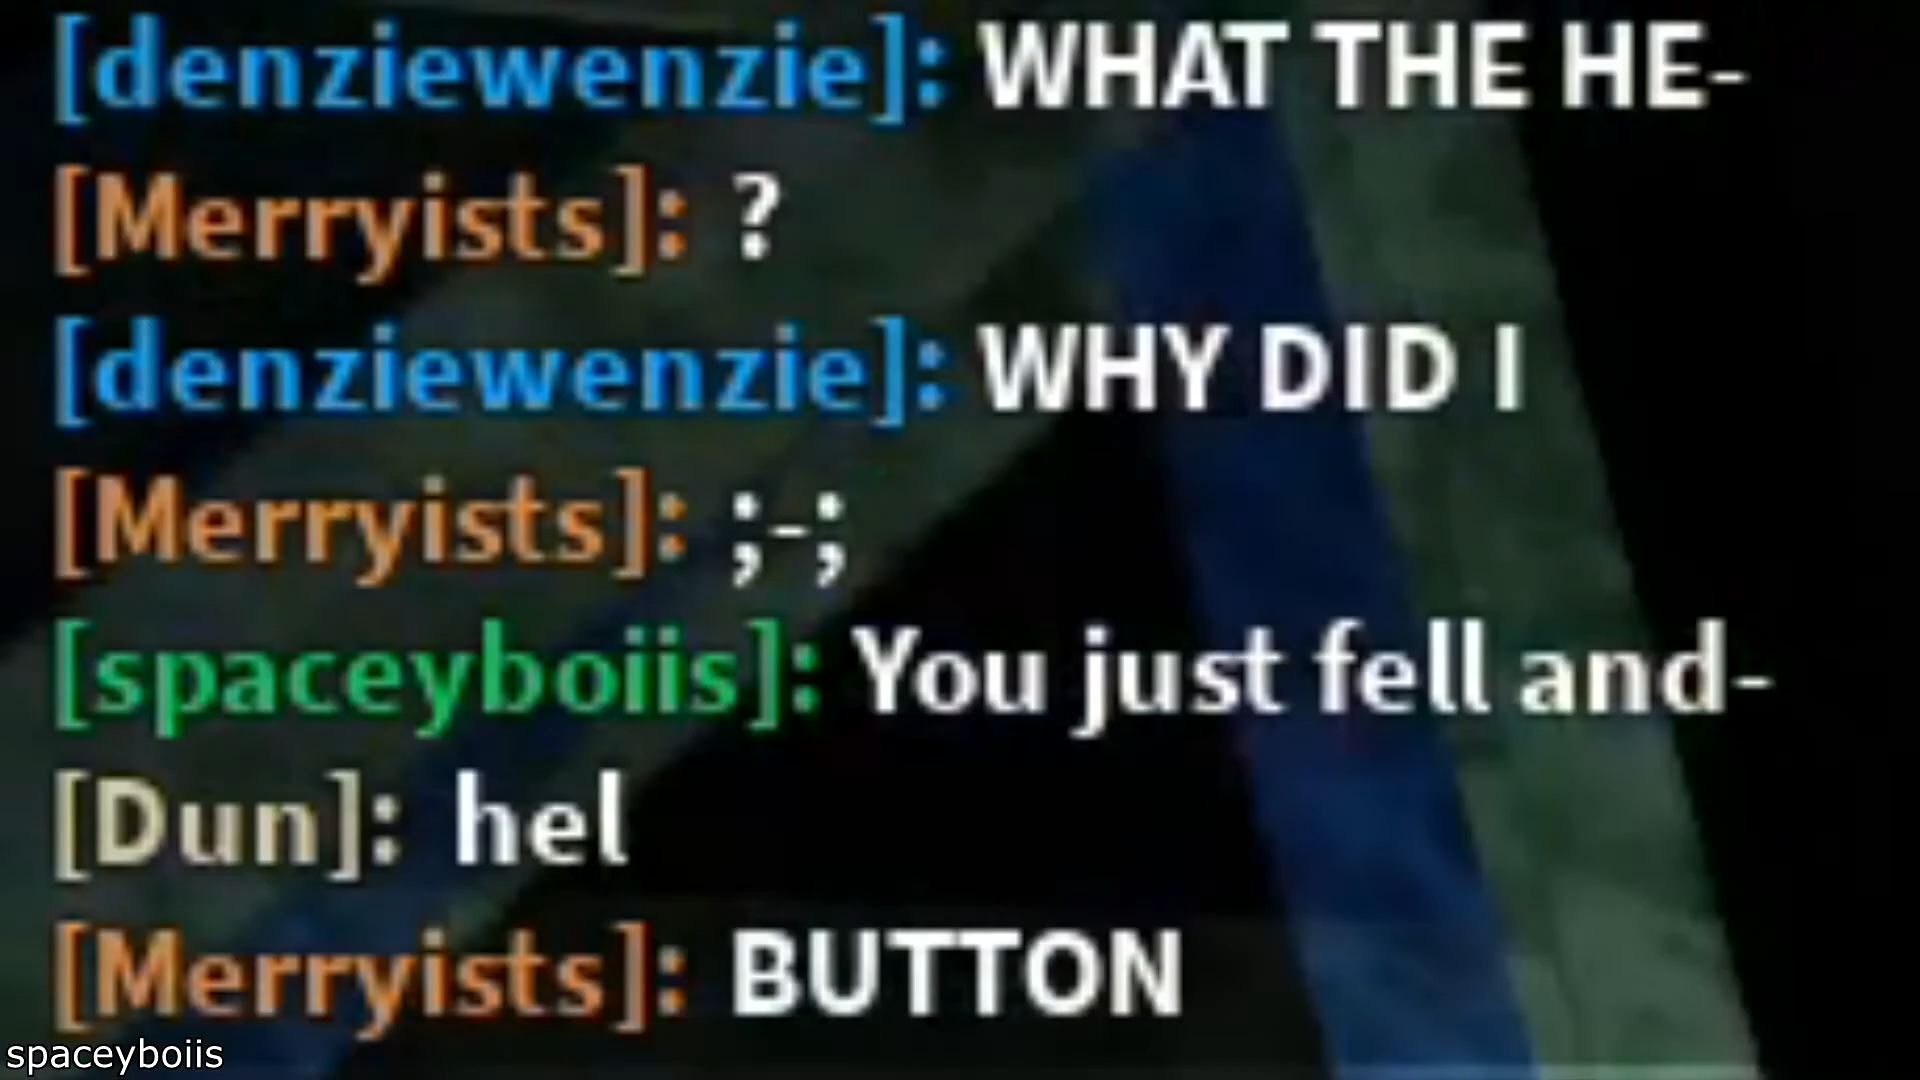 [denziewenzie]: WHAT THE HE-
[Merryists]: ?
[denziewenzie]: WHY DID I
[Merryists]: ;-;
[spaceyboiis]: You just fell and-
[Dun]: hel
[Merryists]: BUTTON
spaceyboiis